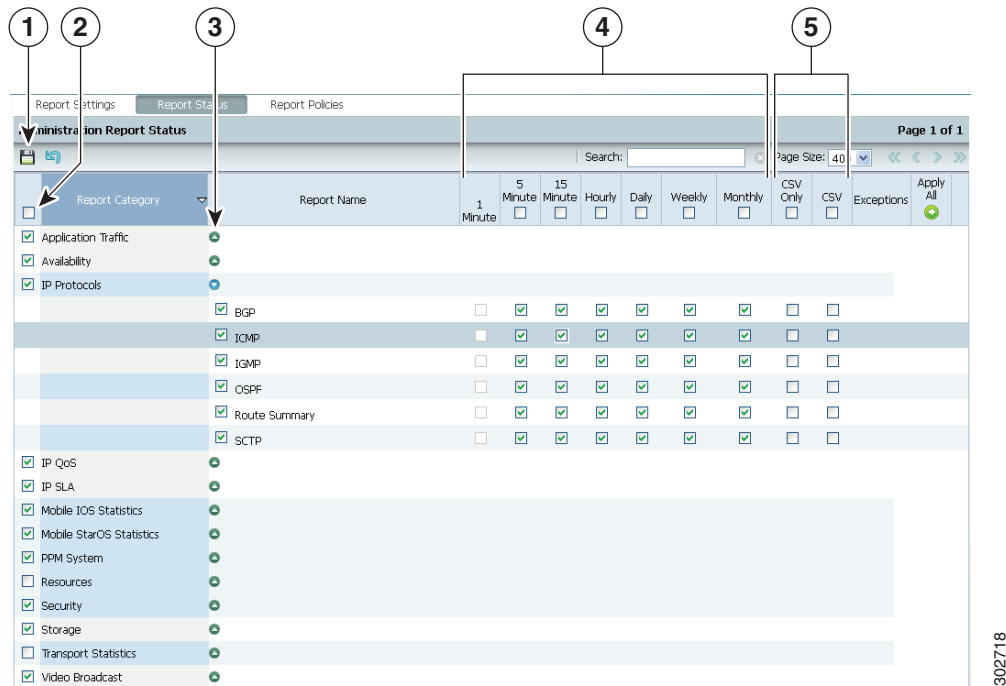 1 2 3 4 5
Report Settings Report Status Report Policies
Administration Report Status Page 1 of 1
Search: Page Size: 400
Report Category Report Name 1 Minute 5 Minute 15 Minute Hourly Daily Weekly Monthly CSV Only CSV Exceptions Apply All
Application Traffic
Availability
IP Protocols
BGP
ICMP
IGMP
OSPF
Route Summary
SCTP
IP QoS
IP SLA
Mobile IOS Statistics
Mobile StarOS Statistics
PPM System
Resources
Security
Storage
Transport Statistics
Video Broadcast
302718